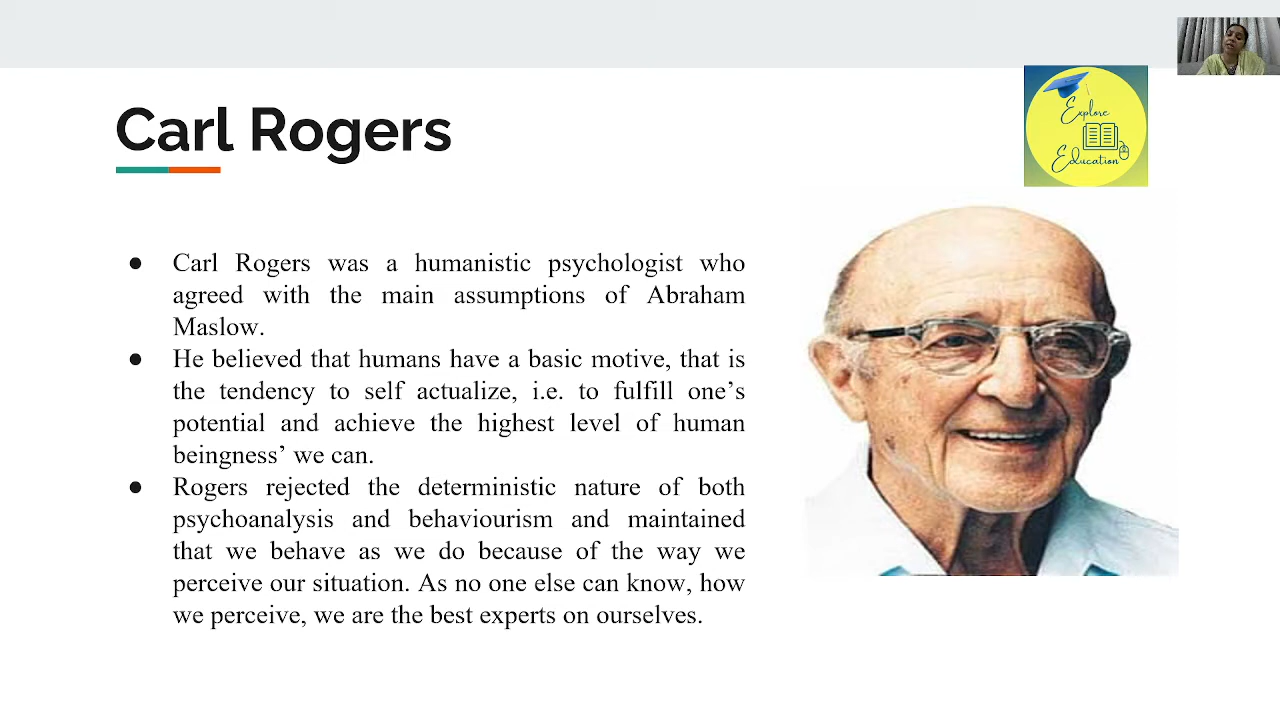 Carl Rogers
Explore
Education
● Carl Rogers was a humanistic psychologist who
agreed with the main assumptions of Abraham
Maslow.
● He believed that humans have a basic motive, that is
the tendency to self actualize, i.e. to fulfill one’s
potential and achieve the highest level of human
beingness’ we can.
● Rogers rejected the deterministic nature of both
psychoanalysis and behaviourism and maintained
that we behave as we do because of the way we
perceive our situation. As no one else can know, how
we perceive, we are the best experts on ourselves.